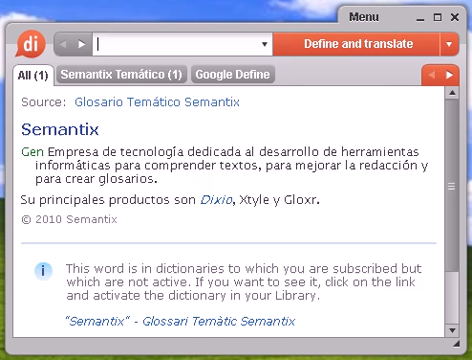 Menu
di
Define and translate
All (1) Semantix Temático (1) Google Define
Source: Glosario Temático Semantix
Semantix
Gen Empresa de tecnología dedicada al desarrollo de herramientas
informáticas para comprender textos, para mejorar la redacción y
para crear glosarios.
Su principales productos son Dixio, Xtyle y Gloxr.
© 2010 Semantix
i
This word is in dictionaries to which you are subscribed but
which are not active. If you want to see it, click on the link
and activate the dictionary in your Library.
"Semantix" - Glossari Temàtic Semantix